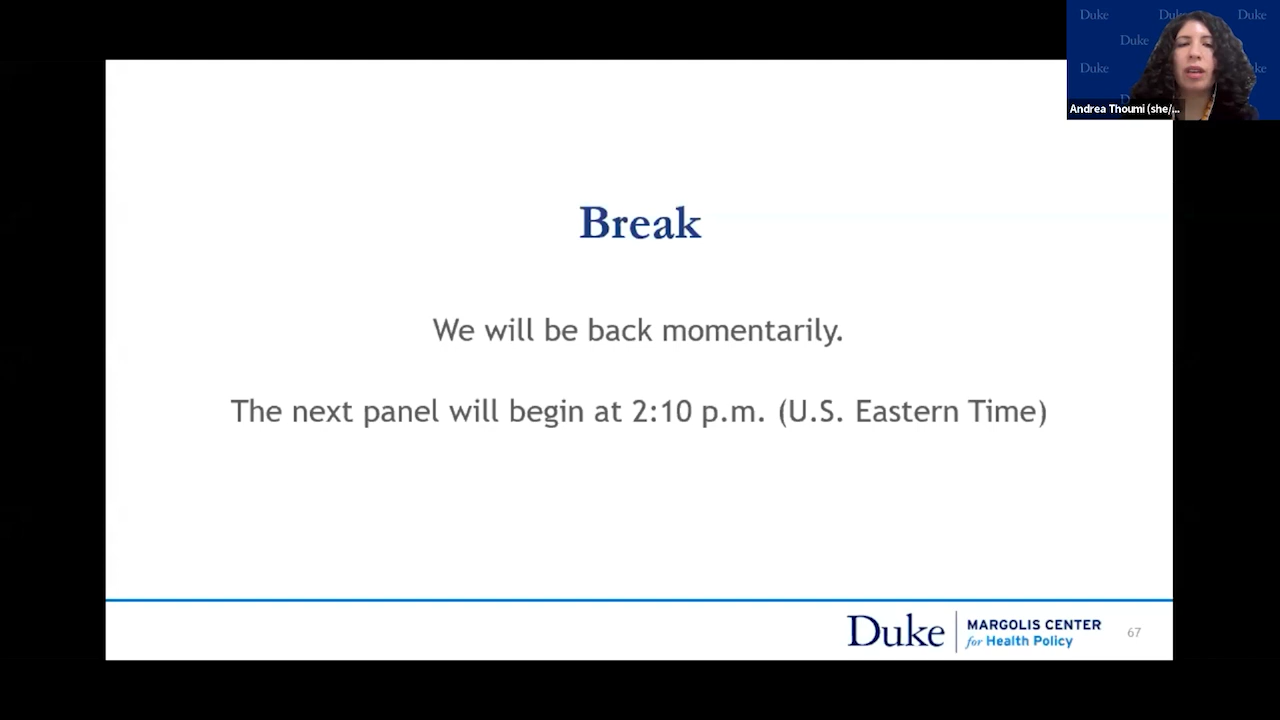 Duke
Duke
Duke
Duke
Duke
Andrea Thoumi (she/...
Break
We will be back momentarily.
The next panel will begin at 2:10 p.m. (U.S. Eastern Time)
Duke
MARGOLIS CENTER
for Health Policy
67